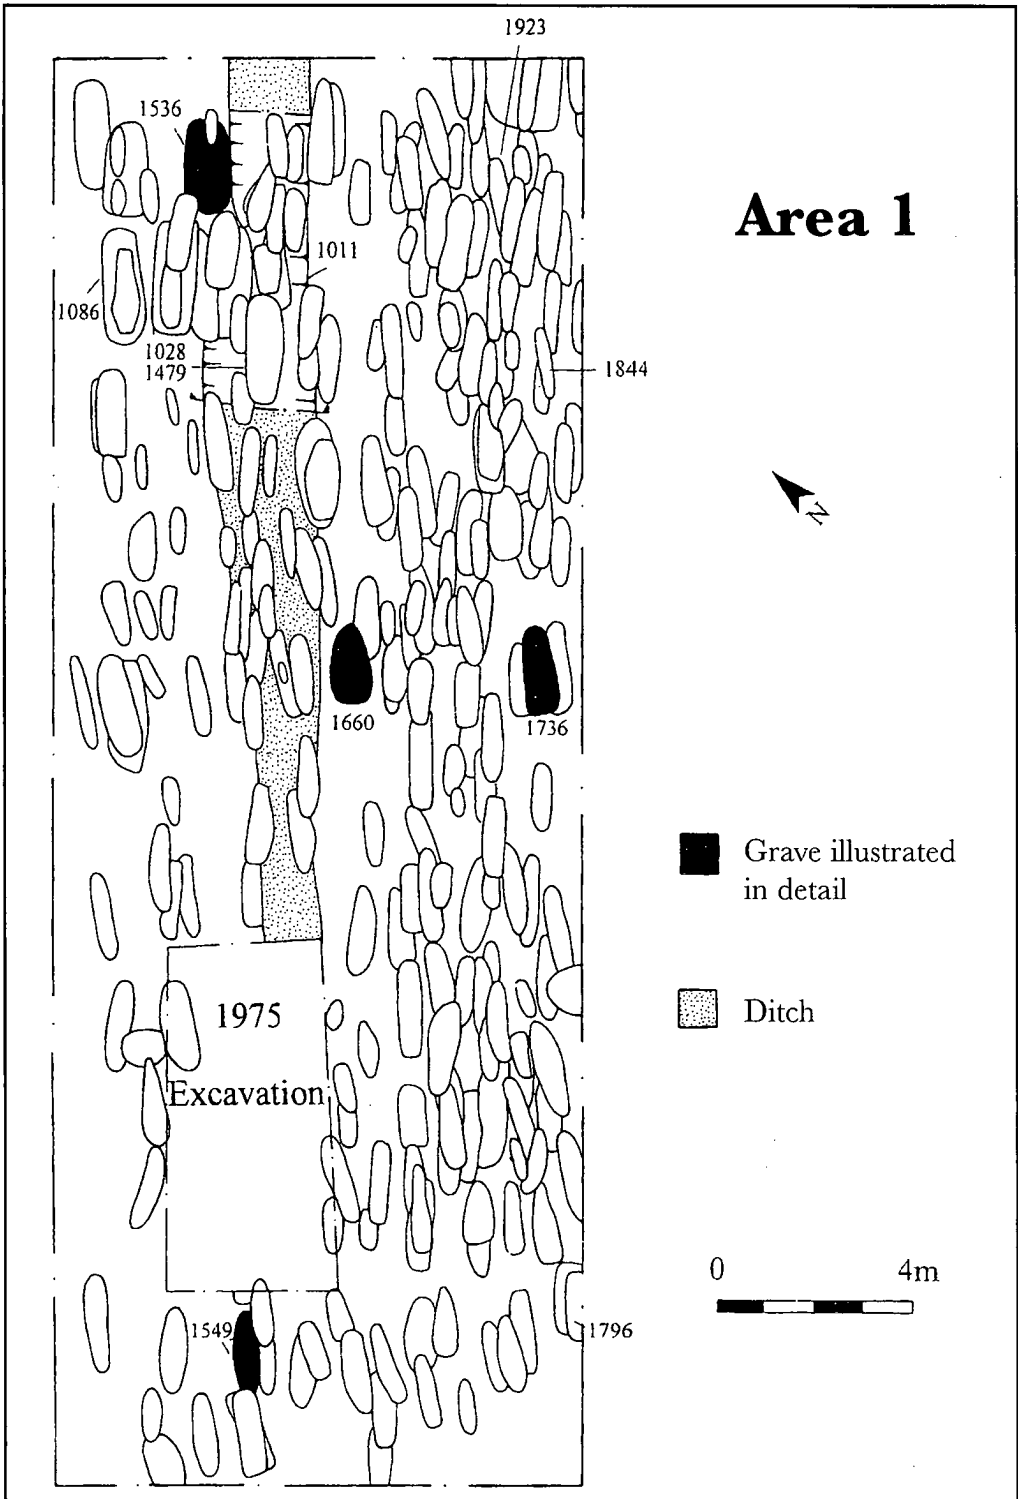 1923
1536
Area 1
1011
1086
1028
1479
1844
N
1660
1736
Grave illustrated
in detail
1975
Ditch
Excavation
0 4m
1549
1796